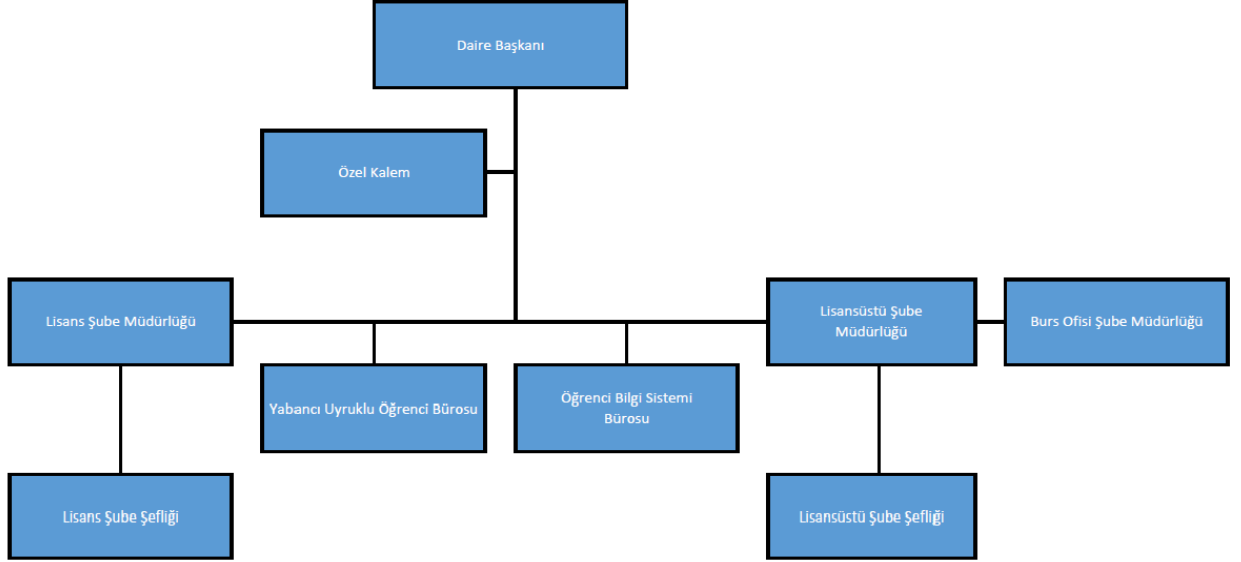 Daire Başkanı
Özel Kalem
Lisans Şube Müdürlüğü
Lisansüstü Şube
Müdürlüğü
Burs Ofisi Şube Müdürlüğü
Yabancı Uyruklu Öğrenci Bürosu
Öğrenci Bilgi Sistemi
Bürosu
Lisans Şube Şefliği
Lisansüstü Şube Şefliği